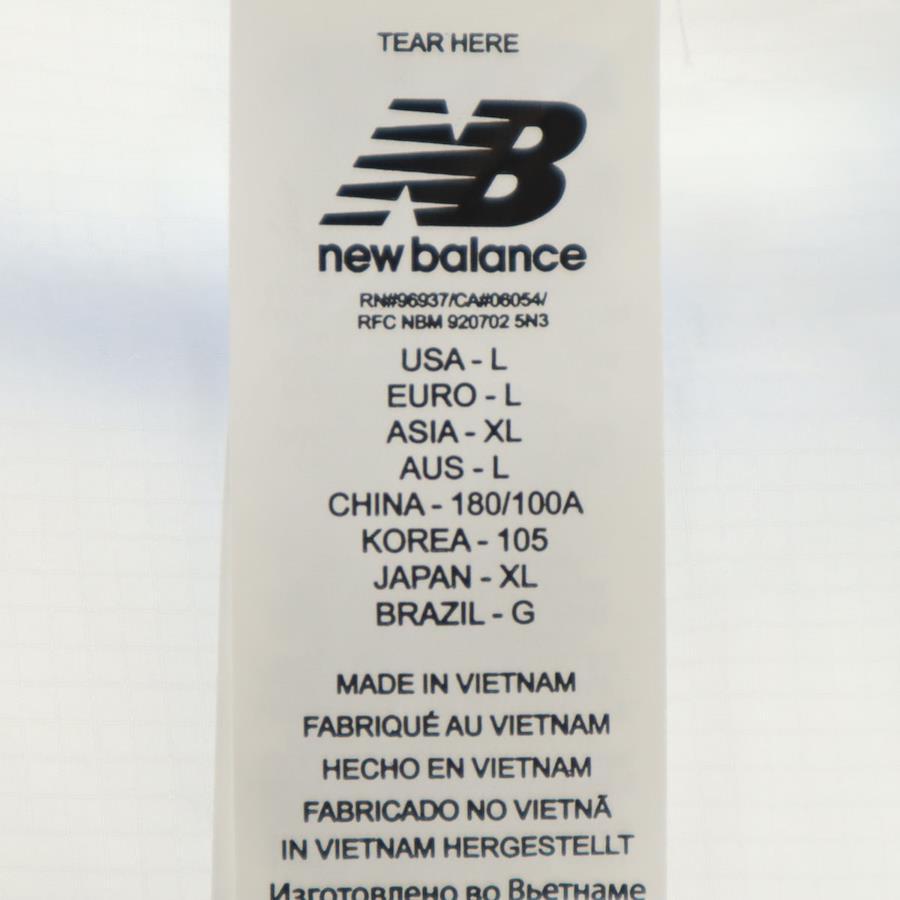 TEAR HERE
NB
new balance
RN#96937/CA#06054/
RFC NBM 920702 5N3
USA - L
EURO - L
ASIA - XL
AUS - L
CHINA - 180/100A
KOREA - 105
JAPAN - XL
BRAZIL - G
MADE IN VIETNAM
FABRIQUÉ AU VIETNAM
HECHO EN VIETNAM
FABRICADO NO VIETNÃ
IN VIETNAM HERGESTELLT
Изготовлено во Вьетнаме